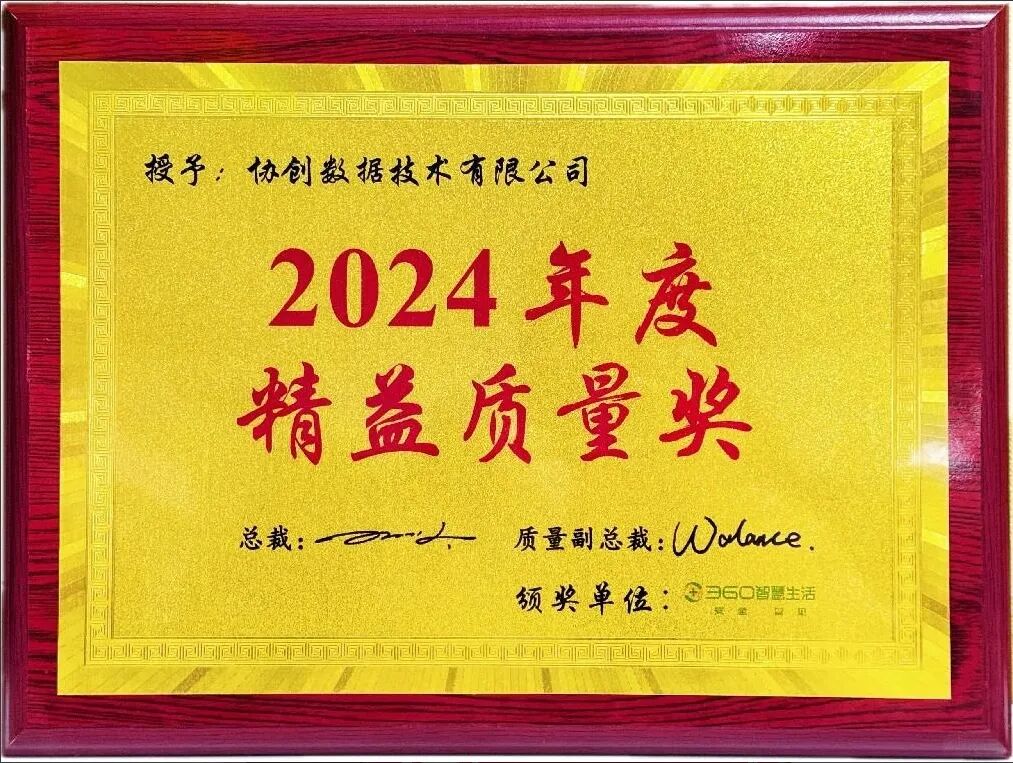 授予：协创数据技术有限公司
2024年度
精益质量奖
总裁： 质量副总裁：Walance.
颁奖单位：360智慧生活